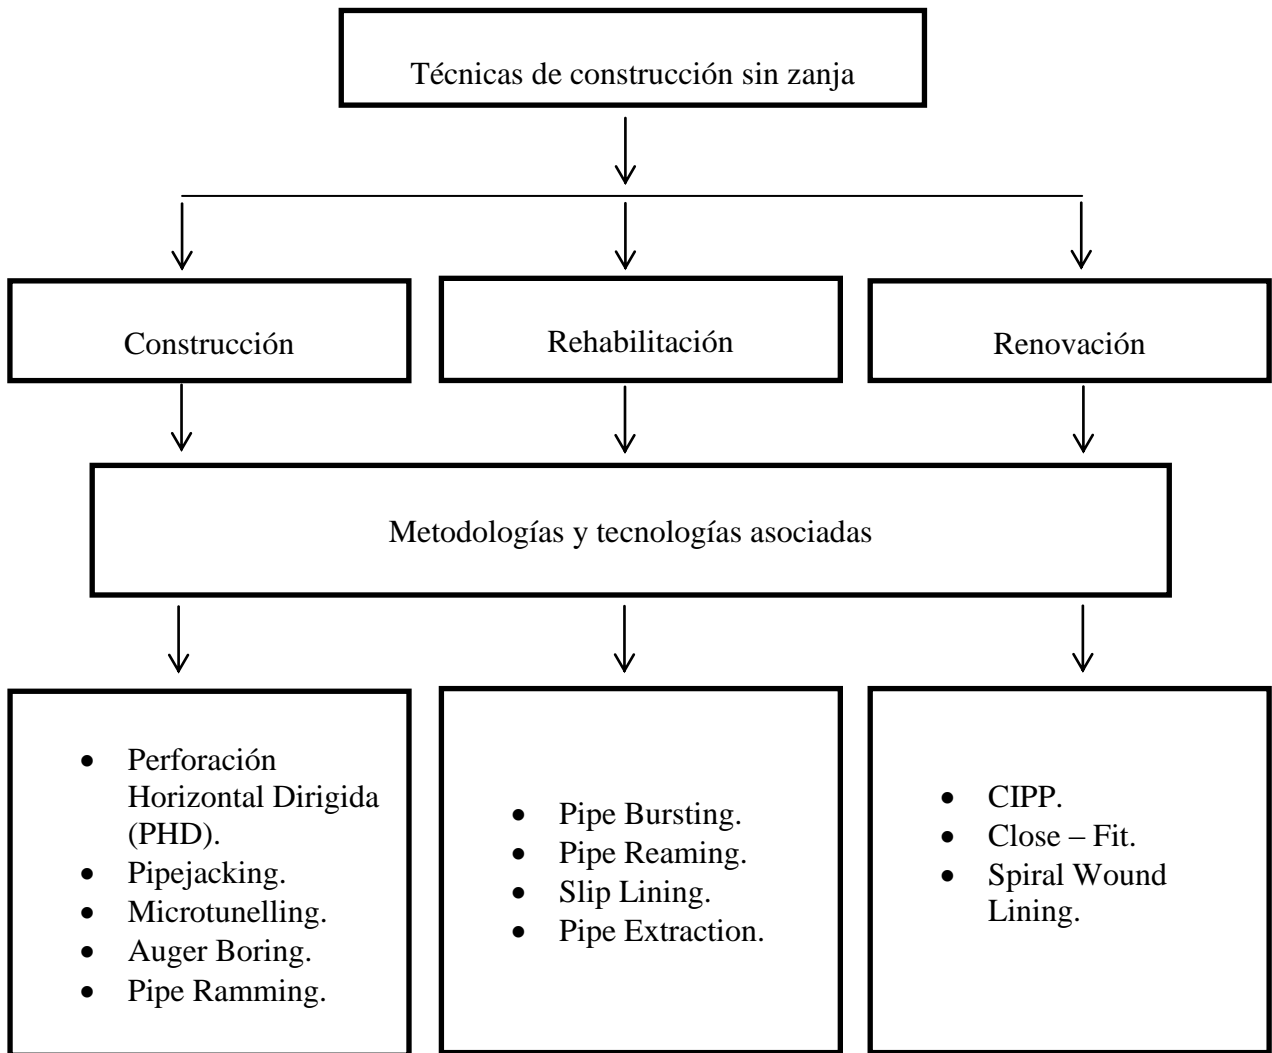 Técnicas de construcción sin zanja
Construcción
Rehabilitación
Renovación
Metodologías y tecnologías asociadas
• Perforación
Horizontal Dirigida
(PHD).
• Pipejacking.
• Microtunelling.
• Auger Boring.
• Pipe Ramming.
• Pipe Bursting.
• Pipe Reaming.
• Slip Lining.
• Pipe Extraction.
• CIPP.
• Close – Fit.
• Spiral Wound
Lining.